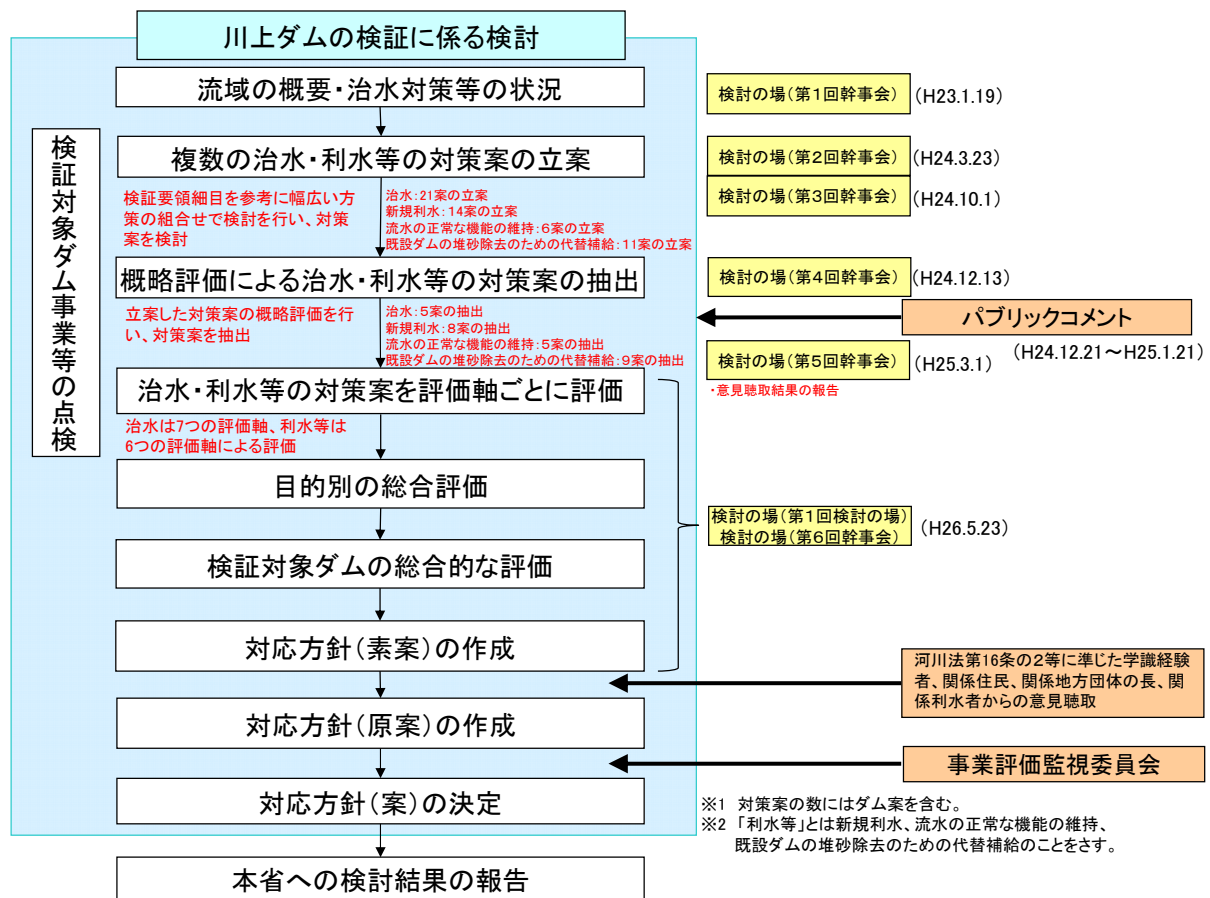 川上ダムの検証に係る検討
流域の概要・治水対策等の状況
検討の場(第1回幹事会)
(H23.1.19)
検証対象ダム事業等の点検
複数の治水・利水等の対策案の立案
検討の場(第2回幹事会)
(H24.3.23)
検討の場(第3回幹事会)
(H24.10.1)
検証要領細目を参考に幅広い方
策の組合せで検討を行い、対策
案を検討
治水:21案の立案
新規利水:14案の立案
流水の正常な機能の維持:6案の立案
既設ダムの堆砂除去のための代替補給:11案の立案
概略評価による治水・利水等の対策案の抽出
検討の場(第4回幹事会)
(H24.12.13)
立案した対策案の概略評価を行
い、対策案を抽出
治水:5案の抽出
新規利水:8案の抽出
流水の正常な機能の維持:5案の抽出
既設ダムの堆砂除去のための代替補給:9案の抽出
パブリックコメント
(H24.12.21~H25.1.21)
検討の場(第5回幹事会)
(H25.3.1)
・意見聴取結果の報告
治水・利水等の対策案を評価軸ごとに評価
治水は7つの評価軸、利水等は
6つの評価軸による評価
目的別の総合評価
検討の場(第1回検討の場)
検討の場(第6回幹事会)
(H26.5.23)
検証対象ダムの総合的な評価
対応方針(素案)の作成
河川法第16条の2等に準じた学識経験
者、関係住民、関係地方団体の長、関
係利水者からの意見聴取
対応方針(原案)の作成
事業評価監視委員会
対応方針(案)の決定
※1 対策案の数にはダム案を含む。
※2 「利水等」とは新規利水、流水の正常な機能の維持、
既設ダムの堆砂除去のための代替補給のことをさす。
本省への検討結果の報告